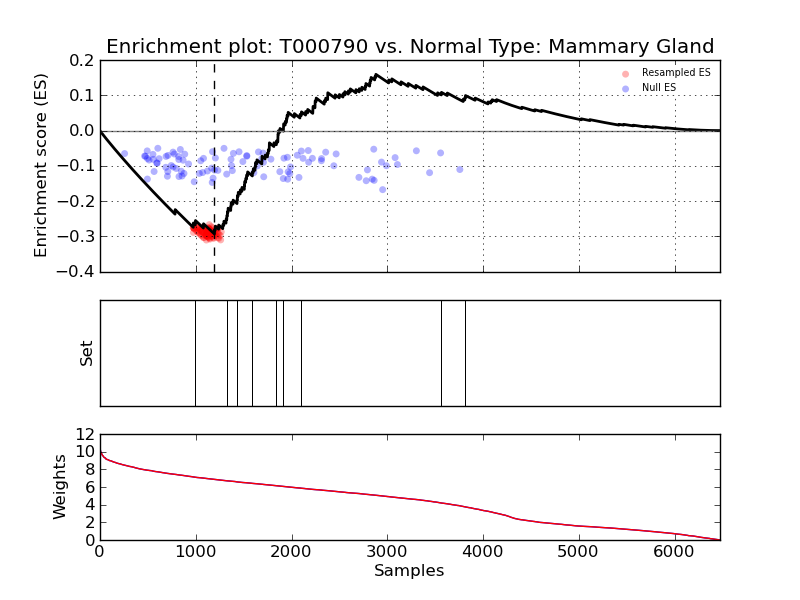 Enrichment plot: T000790 vs. Normal Type: Mammary Gland
Enrichment score (ES)
0.2
0.1
0.0
−0.1
−0.2
−0.3
−0.4
Resampled ES
Null ES
Set
Weights
12
10
8
6
4
2
0
0 1000 2000 3000 4000 5000 6000
Samples